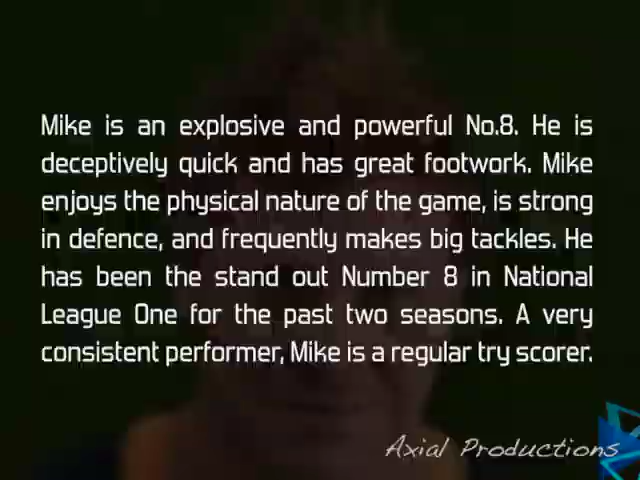 Mike is an explosive and powerful No.8. He is
deceptively quick and has great footwork. Mike
enjoys the physical nature of the game, is strong
in defence, and frequently makes big tackles. He
has been the stand out Number 8 in National
League One for the past two seasons. A very
consistent performer, Mike is a regular try scorer.
Axial Productions